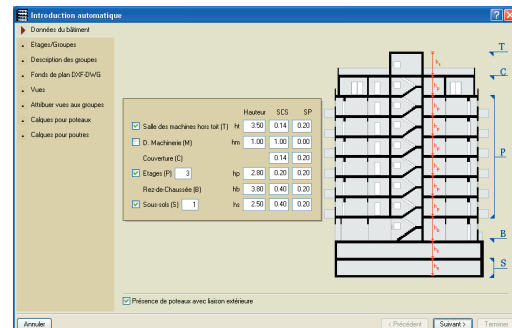 Introduction automatique
Données du bâtiment
Etages/Groupes
Description des groupes
Fonds de plan DXF-DWG
Vues
Attribuer vues aux groupes
Calques pour poteaux
Calques pour poutres
Hauteur SCS SP
Salle des machines hors toit (T) ht 3.50 0.14 0.20
D. Machinerie (M) hm 1.00 1.00 0.00
Couverture (C) 0.14 0.20
Etages (P) 3 hp 2.80 0.20 0.20
Rez-de-Chaussée (B) hb 3.80 0.40 0.20
Sous-sols (S) 1 hs 2.50 0.40 0.20
T
C
P
B
S
Présence de poteaux avec liaison extérieure
Annuler < Précédent Suivant > Terminer